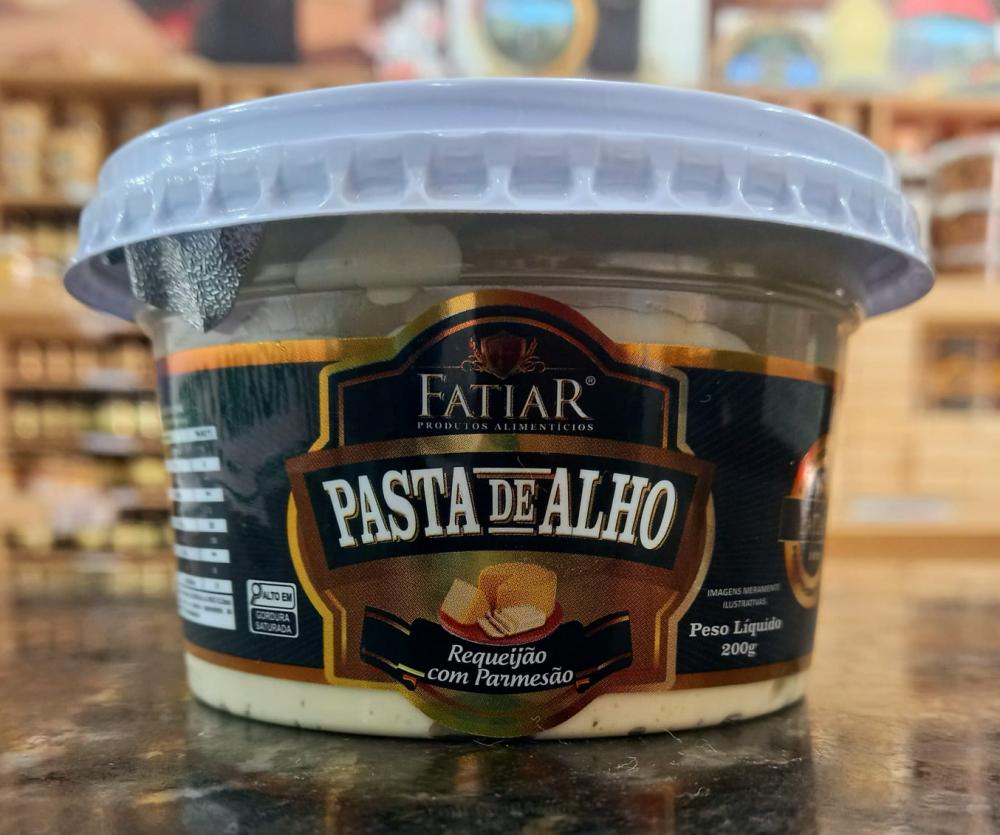 FATIAR®
PRODUTOS ALIMENTÍCIOS
PASTA DE ALHO
Requeijão
com Parmesão
ALTO EM
GORDURA
SATURADA
IMAGENS MERAMENTE
ILUSTRATIVAS.
Peso Líquido
200g